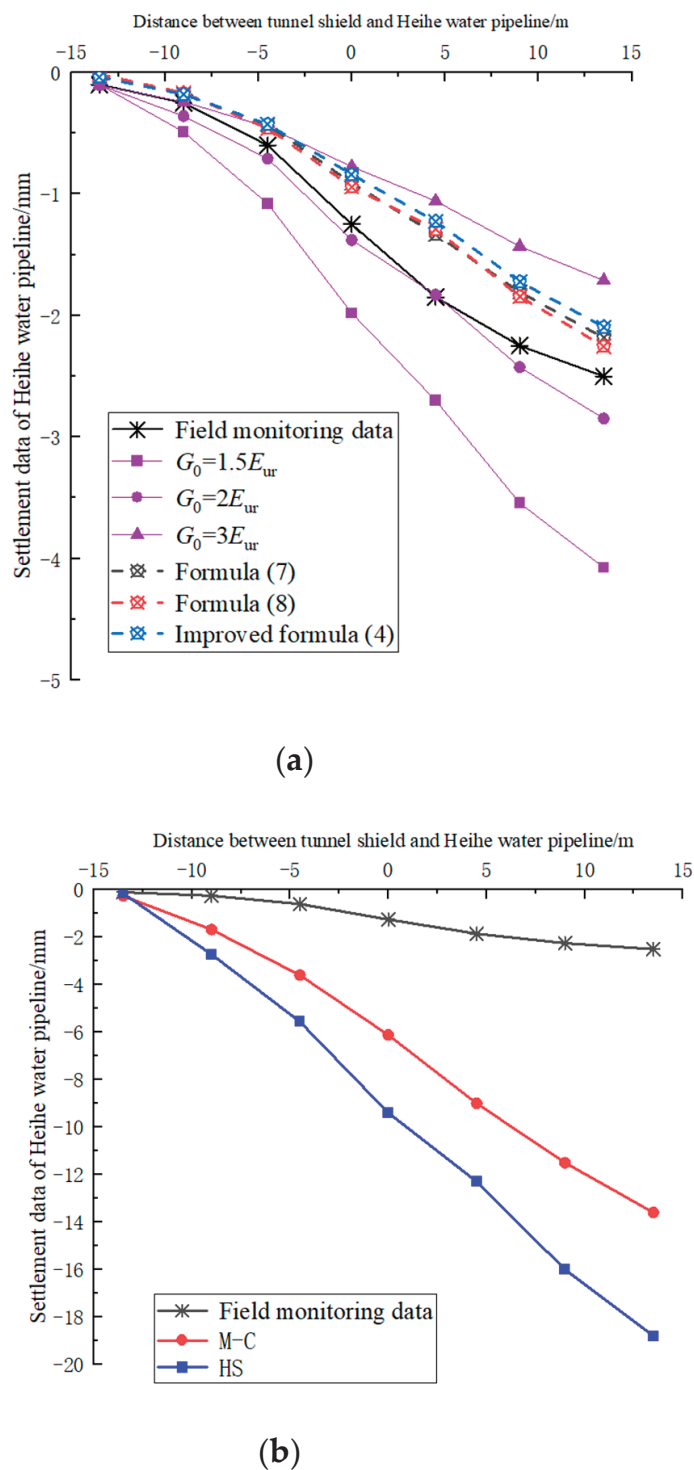 Distance between tunnel shield and Heihe water pipeline/m
-15 -10 -5 0 5 10 15
0
-1
-2
-3
-4
-5
Settlement data of Heihe water pipeline/mm
Field monitoring data
G0=1.5Eur
G0=2Eur
G0=3Eur
Formula (7)
Formula (8)
Improved formula (4)
(a)
Distance between tunnel shield and Heihe water pipeline/m
-15 -10 -5 0 5 10 15
0
-2
-4
-6
-8
-10
-12
-14
-16
-18
-20
Settlement data of Heihe water pipeline/mm
Field monitoring data
M-C
HS
(b)